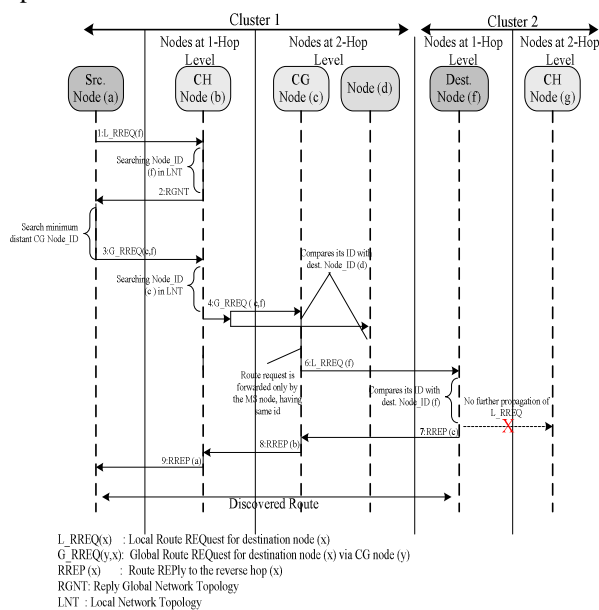 Cluster 1
Cluster 2
Nodes at 1-Hop
Level
Nodes at 2-Hop
Level
Nodes at 1-Hop
Level
Nodes at 2-Hop
Level
Src.
Node (a)
CH
Node (b)
CG
Node (c)
Node (d)
Dest.
Node (f)
CH
Node (g)
1:L_RREQ(f)
Searching Node_ID
(f) in LNT
2:RGNT
Search minimum
distant CG Node_ID
3:G_RREQ(c,f)
Searching Node_ID
(c ) in LNT
Compares its ID with
dest. Node_ID (d)
4:G_RREQ ( c,f)
Route request is
forwarded only by
the MS node, having
same id
6:L_RREQ (f)
Compares its ID with
dest. Node_ID (f)
No further propagation of
L_RREQ
X
7:RREP (c)
8:RREP (b)
9:RREP (a)
Discovered Route
L_RREQ(x) : Local Route REQuest for destination node (x)
G_RREQ(y,x): Global Route REQuest for destination node (x) via CG node (y)
RREP (x) : Route REPly to the reverse hop (x)
RGNT: Reply Global Network Topology
LNT : Local Network Topology